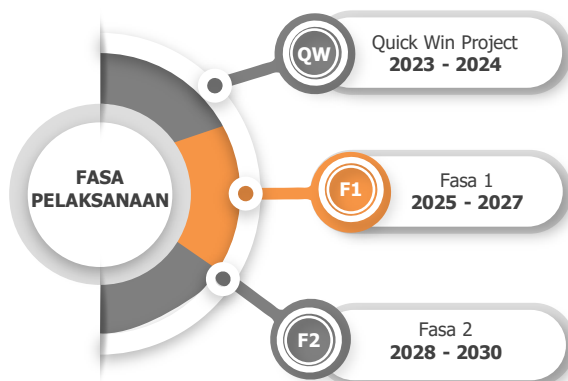 QW
Quick Win Project
2023 - 2024
FASA
PELAKSANAAN
F1
Fasa 1
2025 - 2027
F2
Fasa 2
2028 - 2030